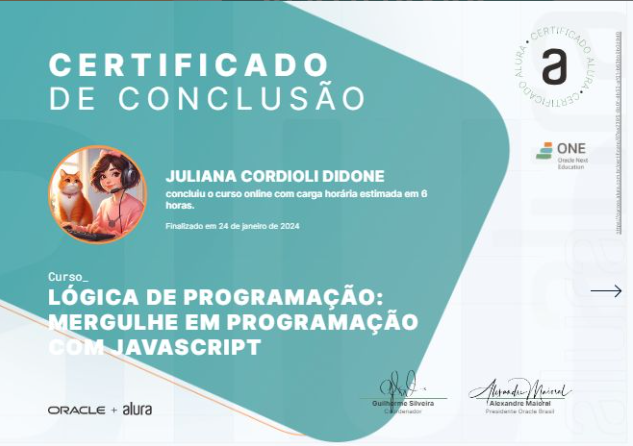 CERTIFICADO
DE CONCLUSÃO
CERTIFICADO ALURA • CERTIFICADO ALURA •
a
ONE
Oracle Next
Education
JULIANA CORDIOLI DIDONE
concluiu o curso online com carga horária estimada em 6
horas.
Finalizado em 24 de janeiro de 2024
Curso_
LÓGICA DE PROGRAMAÇÃO:
MERGULHE EM PROGRAMAÇÃO
COM JAVASCRIPT
ORACLE + alura
Guilherme Silveira
Coordenador
Alexandre Maioral
Presidente Oracle Brasil